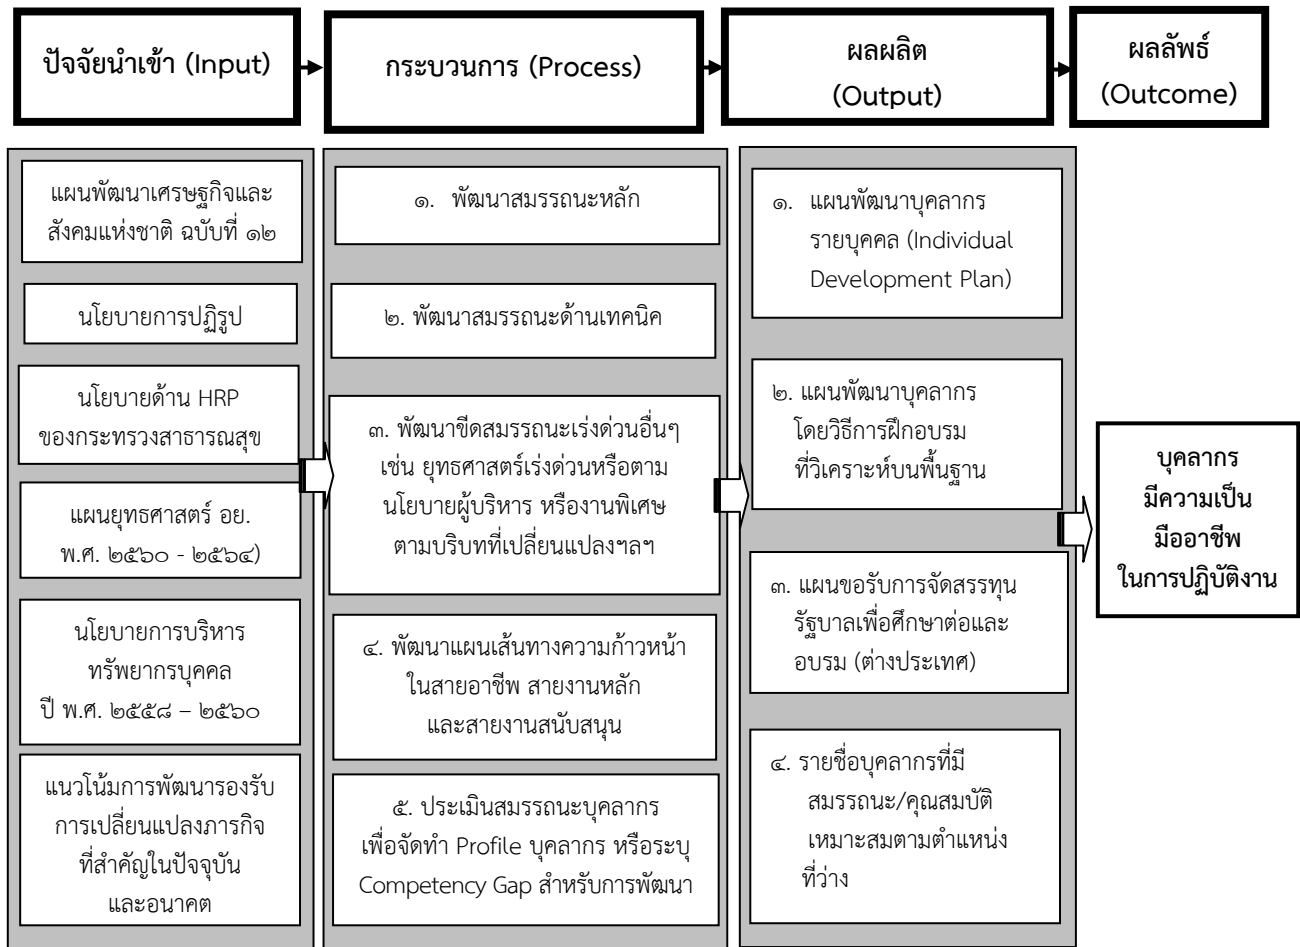 ปัจจัยนำเข้า (Input)
กระบวนการ (Process)
ผลผลิต
(Output)
ผลลัพธ์
(Outcome)
แผนพัฒนาเศรษฐกิจและ
สังคมแห่งชาติ ฉบับที่ ๑๒
นโยบายการปฏิรูป
นโยบายด้าน HRP
ของกระทรวงสาธารณสุข
แผนยุทธศาสตร์ อย.
พ.ศ. ๒๕๖๐ - ๒๕๖๔)
นโยบายการบริหาร
ทรัพยากรบุคคล
ปี พ.ศ. ๒๕๕๘ – ๒๕๖๐
แนวโน้มการพัฒนารองรับ
การเปลี่ยนแปลงภารกิจ
ที่สำคัญในปัจจุบัน
และอนาคต
๑. พัฒนาสมรรถนะหลัก
๒. พัฒนาสมรรถนะด้านเทคนิค
๓. พัฒนาขีดสมรรถนะเร่งด่วนอื่นๆ
เช่น ยุทธศาสตร์เร่งด่วนหรือตาม
นโยบายผู้บริหาร หรืองานพิเศษ
ตามบริบทที่เปลี่ยนแปลงฯลฯ
๔. พัฒนาแผนเส้นทางความก้าวหน้า
ในสายอาชีพ สายงานหลัก
และสายงานสนับสนุน
๕. ประเมินสมรรถนะบุคลากร
เพื่อจัดทำ Profile บุคลากร หรือระบุ
Competency Gap สำหรับการพัฒนา
๑. แผนพัฒนาบุคลากร
รายบุคคล (Individual
Development Plan)
๒. แผนพัฒนาบุคลากร
โดยวิธีการฝึกอบรม
ที่วิเคราะห์บนพื้นฐาน
๓. แผนขอรับการจัดสรรทุน
รัฐบาลเพื่อศึกษาต่อและ
อบรม (ต่างประเทศ)
๔. รายชื่อบุคลากรที่มี
สมรรถนะ/คุณสมบัติ
เหมาะสมตามตำแหน่ง
ที่ว่าง
บุคลากร
มีความเป็น
มืออาชีพ
ในการปฏิบัติงาน